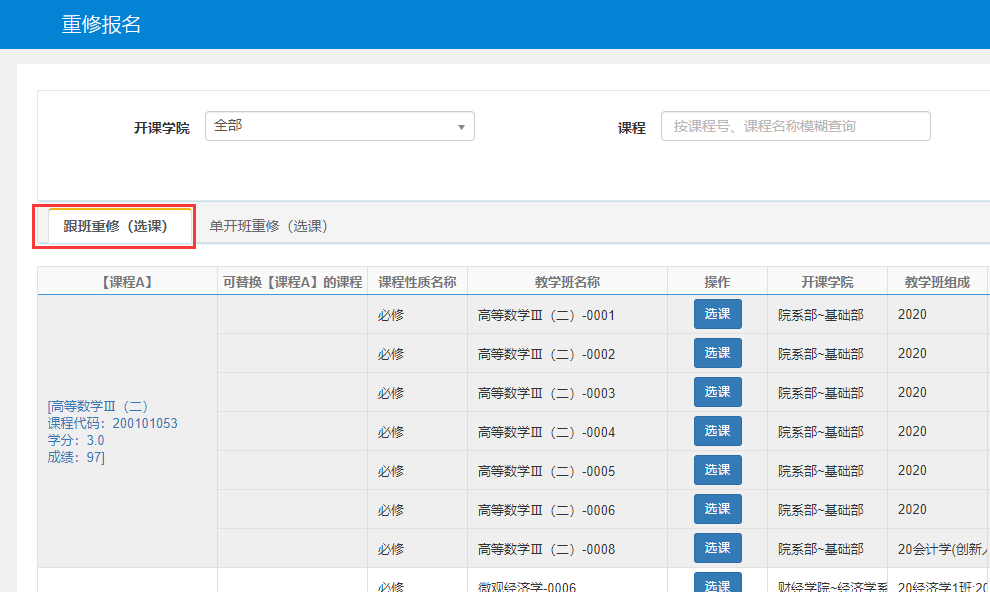 重修报名
开课学院 全部 课程 按课程号、课程名称模糊查询
跟班重修（选课） 单开班重修（选课）
【课程A】 可替换【课程A】的课程 课程性质名称 教学班名称 操作 开课学院 教学班组成
必修 高等数学Ⅲ（二）-0001 选课 院系部~基础部 2020
必修 高等数学Ⅲ（二）-0002 选课 院系部~基础部 2020
必修 高等数学Ⅲ（二）-0003 选课 院系部~基础部 2020
[高等数学Ⅲ（二）
课程代码：200101053
学分：3.0
成绩：97]
必修 高等数学Ⅲ（二）-0004 选课 院系部~基础部 2020
必修 高等数学Ⅲ（二）-0005 选课 院系部~基础部 2020
必修 高等数学Ⅲ（二）-0006 选课 院系部~基础部 2020
必修 高等数学Ⅲ（二）-0008 选课 院系部~基础部 20会计学(创新
必修 微观经济学-0006 选课 财经学院~经济学系 20经济学1班;20